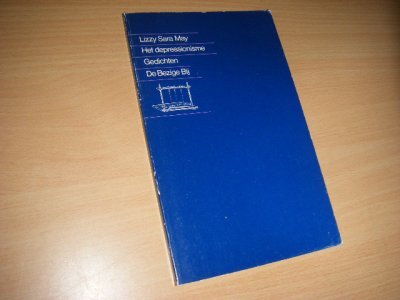 Lizzy Sara May
Het depressionisme
Gedichten
De Bezige Bij